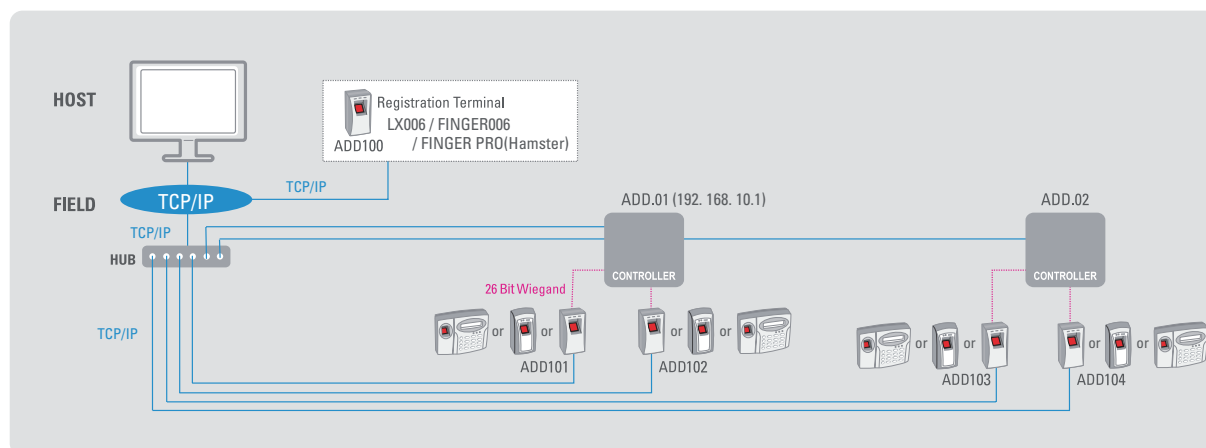 HOST
Registration Terminal
LX006 / FINGER006
/ FINGER PRO(Hamster)
ADD100
TCP/IP
FIELD
TCP/IP
ADD.01 (192. 168. 10.1)
ADD.02
TCP/IP
HUB
CONTROLLER
CONTROLLER
26 Bit Wiegand
TCP/IP
or
or
or
or
or
or
or
or
ADD101
ADD102
ADD103
ADD104